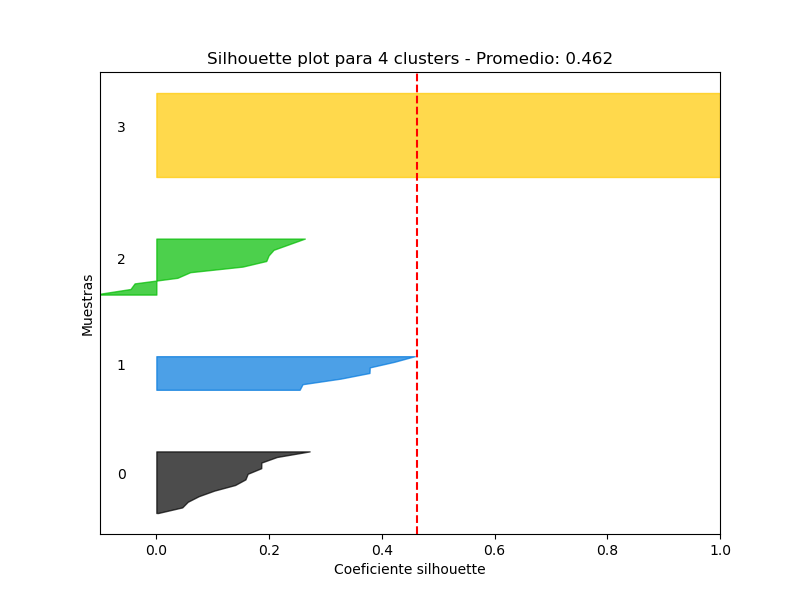 Silhouette plot para 4 clusters - Promedio: 0.462
3
2
1
0
Muestras
0.0 0.2 0.4 0.6 0.8 1.0
Coeficiente silhouette